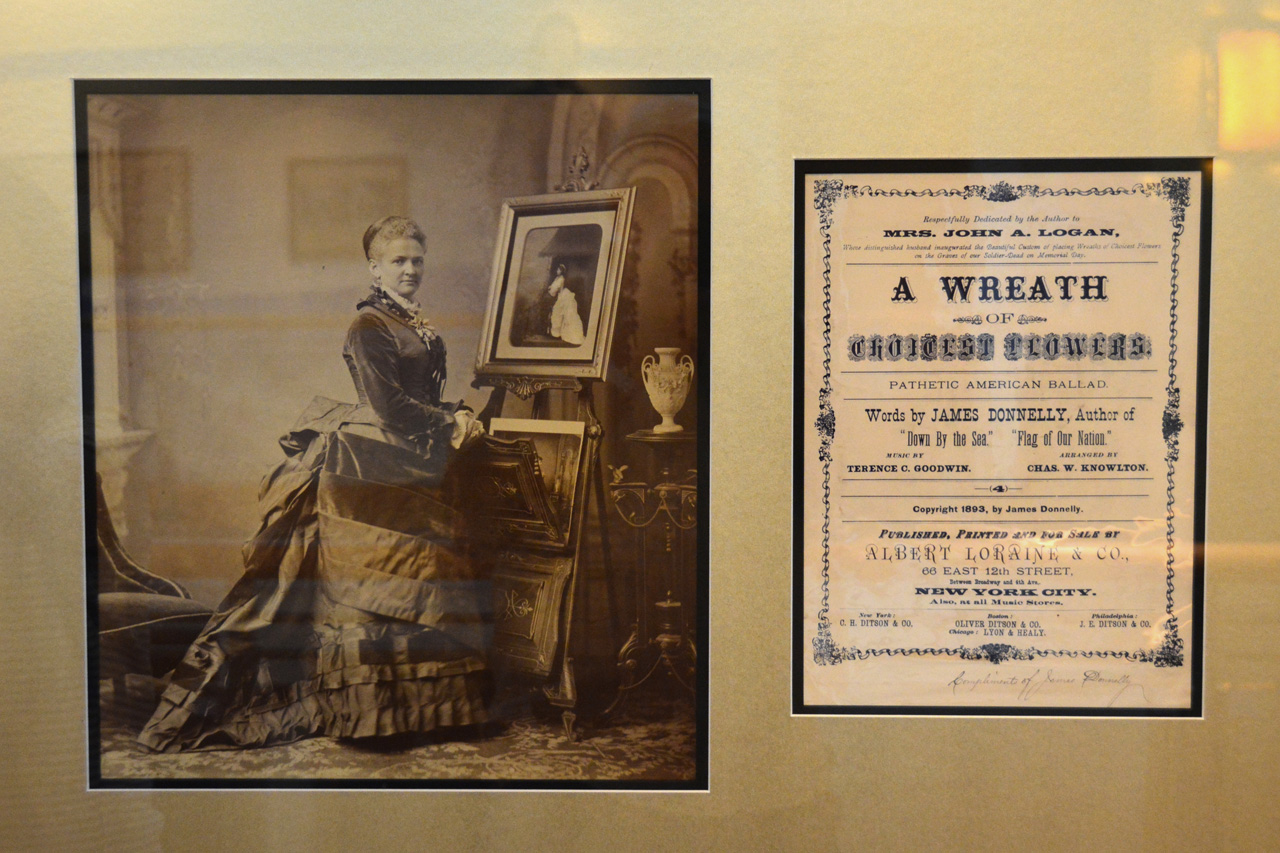 Respectfully Dedicated by the Author to
MRS. JOHN A. LOGAN,
Whose distinguished husband inaugurated the Beautiful Custom of placing Wreaths of Choicest Flowers
on the Graves of our Soldier-Dead on Memorial Day.
A WREATH
OF
CHOICEST FLOWERS.
PATHETIC AMERICAN BALLAD.
Words by JAMES DONNELLY, Author of
"Down By the Sea." "Flag of Our Nation."
MUSIC BY ARRANGED BY
TERENCE C. GOODWIN. CHAS. W. KNOWLTON.
(4)
Copyright 1893, by James Donnelly.
PUBLISHED, PRINTED AND FOR SALE BY
ALBERT LORAINE & CO.,
66 EAST 12th STREET,
Between Broadway and 4th Ave.
NEW YORK CITY.
Also, at all Music Stores.
New York: Boston: Philadelphia:
C. H. DITSON & CO. OLIVER DITSON & CO. J. E. DITSON & CO.
Chicago: LYON & HEALY.
Compliments of James Donnelly